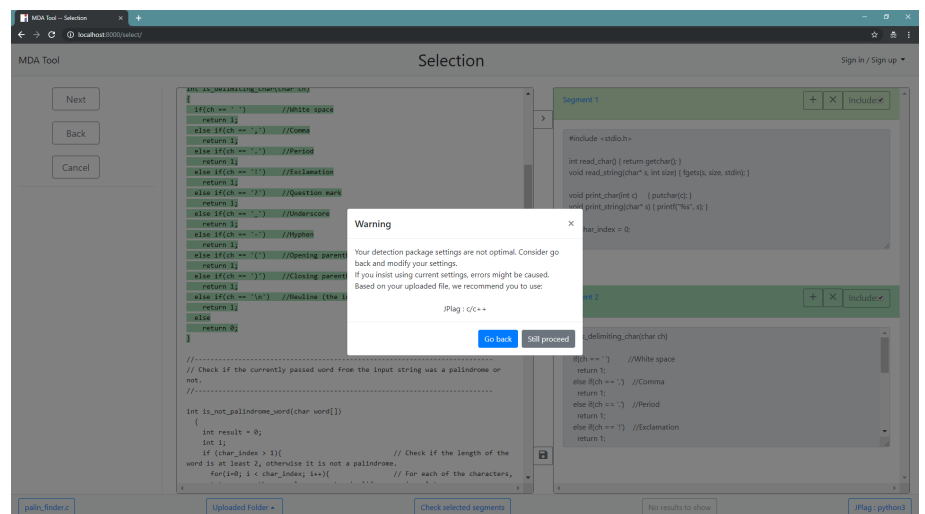 MDA Tool — Selection
localhost:8000/select/
MDA Tool
Selection
Sign in / Sign up
Next
Back
Cancel
int is_delimiting_char(char ch)
{
if(ch == ' ') //White space
return 1;
else if(ch == ',') //Comma
return 1;
else if(ch == '.') //Period
return 1;
else if(ch == '!') //Exclamation
return 1;
else if(ch == '?') //Question mark
return 1;
else if(ch == '_') //Underscore
return 1;
else if(ch == '-') //Hyphen
return 1;
else if(ch == '(') //Opening parent
return 1;
else if(ch == ')') //Closing parent
return 1;
else if(ch == '\n') //Newline (the i
return 1;
else
return 0;
}
//----------------------------------------------------------------------
// Check if the currently passed word from the input string was a palindrome or
not.
//----------------------------------------------------------------------
int is_not_palindrome_word(char word[])
{
int result = 0;
int i;
if (char_index > 1){ // Check if the length of the
word is at least 2, otherwise it is not a palindrome.
for(i=0; i < char_index; i++){ // For each of the characters,
Segment 1
Include
#include <stdio.h>
int read_char() { return getchar(); }
void read_string(char* s, int size) { fgets(s, size, stdin); }
void print_char(int c) { putchar(c); }
void print_string(char* s) { printf("%s", s); }
char_index = 0;
Warning
×
Your detection package settings are not optimal. Consider go
back and modify your settings.
If you insist using current settings, errors might be caused.
Based on your uploaded file, we recommend you to use:
JPlag : c/c++
Go back
Still proceed
ment 2
Include
s_delimiting_char(char ch)
if(ch == ' ') //White space
return 1;
else if(ch == ',') //Comma
return 1;
else if(ch == '.') //Period
return 1;
else if(ch == '!') //Exclamation
return 1;
palin_finder.c
Uploaded Folder
Check selected segments
No results to show
JPlag : python3